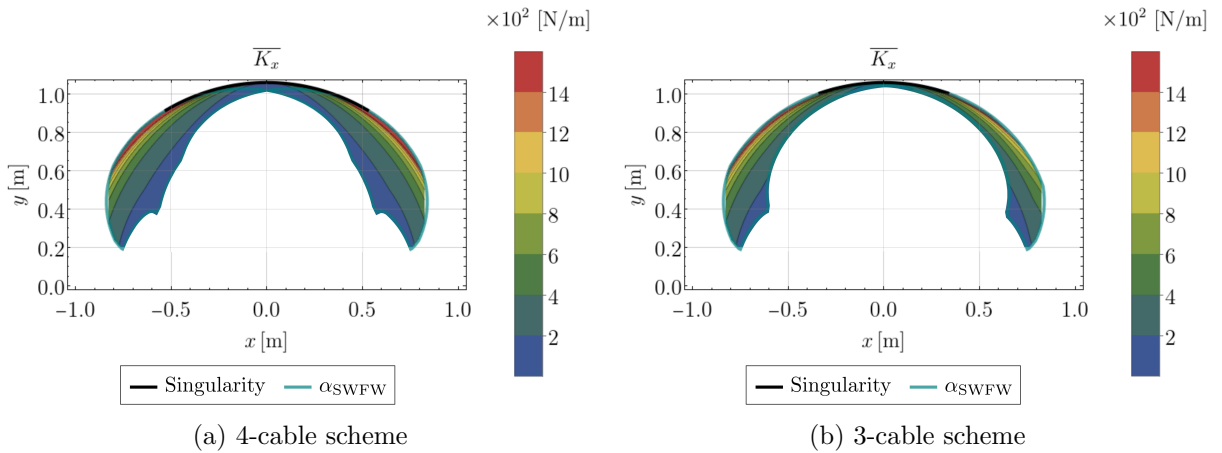 ×10² [N/m]
K̅ₓ
y [m]
1.0
0.8
0.6
0.4
0.2
0.0
−1.0 −0.5 0.0 0.5 1.0
x [m]
14
12
10
8
6
4
2
Singularity α_SWFW
(a) 4-cable scheme
×10² [N/m]
K̅ₓ
y [m]
1.0
0.8
0.6
0.4
0.2
0.0
−1.0 −0.5 0.0 0.5 1.0
x [m]
14
12
10
8
6
4
2
Singularity α_SWFW
(b) 3-cable scheme